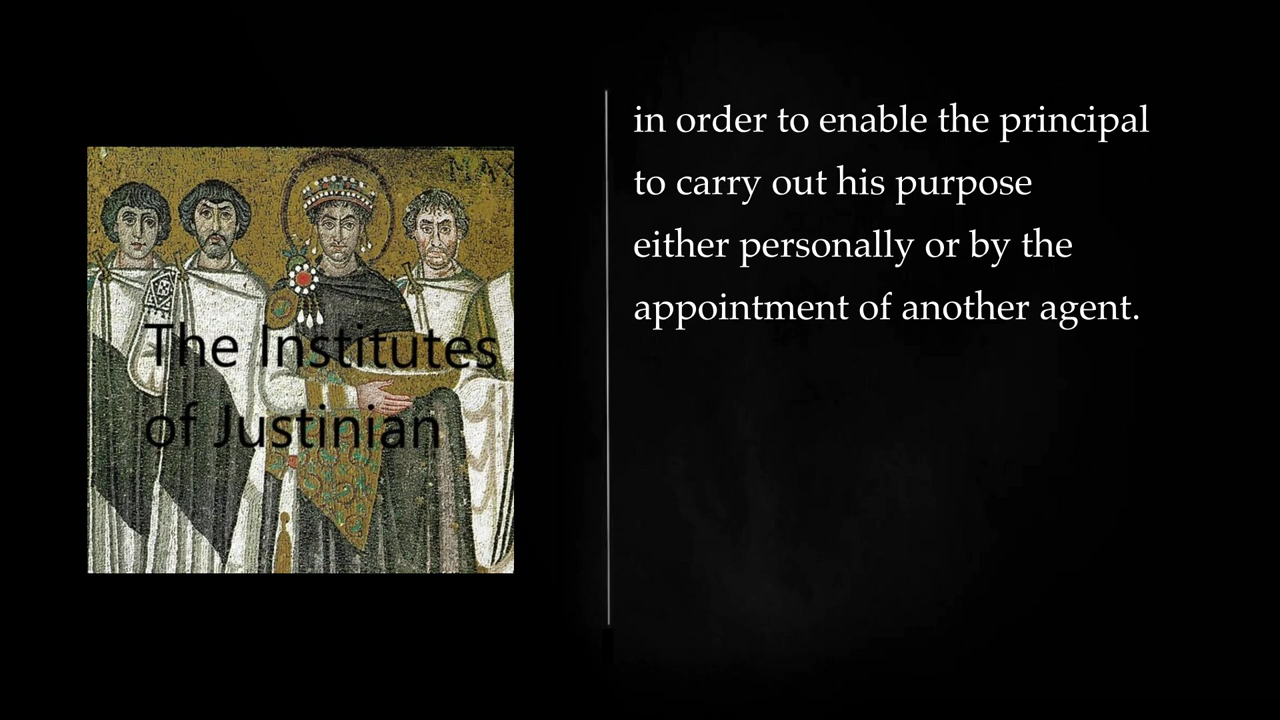 MAX
The Institutes
of Justinian
in order to enable the principal
to carry out his purpose
either personally or by the
appointment of another agent.